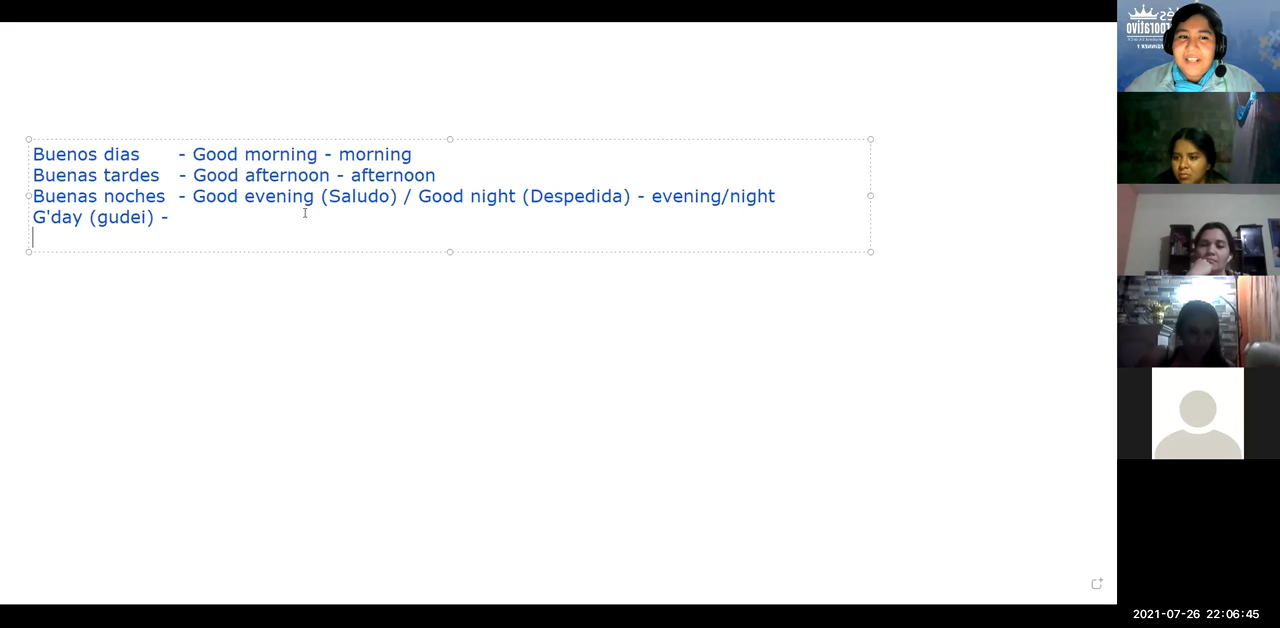 Buenos dias - Good morning - morning
Buenas tardes - Good afternoon - afternoon
Buenas noches - Good evening (Saludo) / Good night (Despedida) - evening/night
G'day (gudei) -
2021-07-26 22:06:45